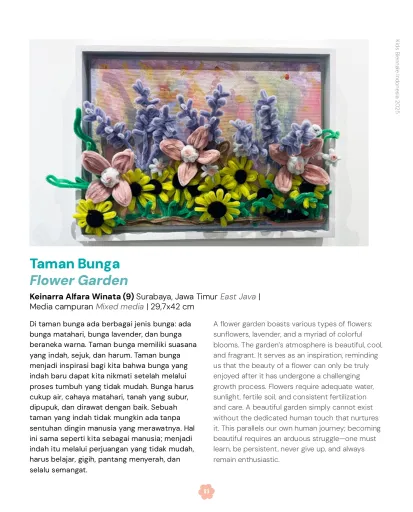 Kids Biennale Indonesia 2025
Taman Bunga
Flower Garden
Keinarra Alfara Winata (9) Surabaya, Jawa Timur East Java |
Media campuran Mixed media | 29,7x42 cm
Di taman bunga ada berbagai jenis bunga: ada
bunga matahari, bunga lavender, dan bunga
beraneka warna. Taman bunga memiliki suasana
yang indah, sejuk, dan harum. Taman bunga
menjadi inspirasi bagi kita bahwa bunga yang
indah baru dapat kita nikmati setelah melalui
proses tumbuh yang tidak mudah. Bunga harus
cukup air, cahaya matahari, tanah yang subur,
dipupuk, dan dirawat dengan baik. Sebuah
taman yang indah tidak mungkin ada tanpa
sentuhan dingin manusia yang merawatnya. Hal
ini sama seperti kita sebagai manusia; menjadi
indah itu melalui perjuangan yang tidak mudah,
harus belajar, gigih, pantang menyerah, dan
selalu semangat.
A flower garden boasts various types of flowers:
sunflowers, lavender, and a myriad of colorful
blooms. The garden's atmosphere is beautiful, cool,
and fragrant. It serves as an inspiration, reminding
us that the beauty of a flower can only be truly
enjoyed after it has undergone a challenging
growth process. Flowers require adequate water,
sunlight, fertile soil, and consistent fertilization
and care. A beautiful garden simply cannot exist
without the dedicated human touch that nurtures
it. This parallels our own human journey; becoming
beautiful requires an arduous struggle—one must
learn, be persistent, never give up, and always
remain enthusiastic.